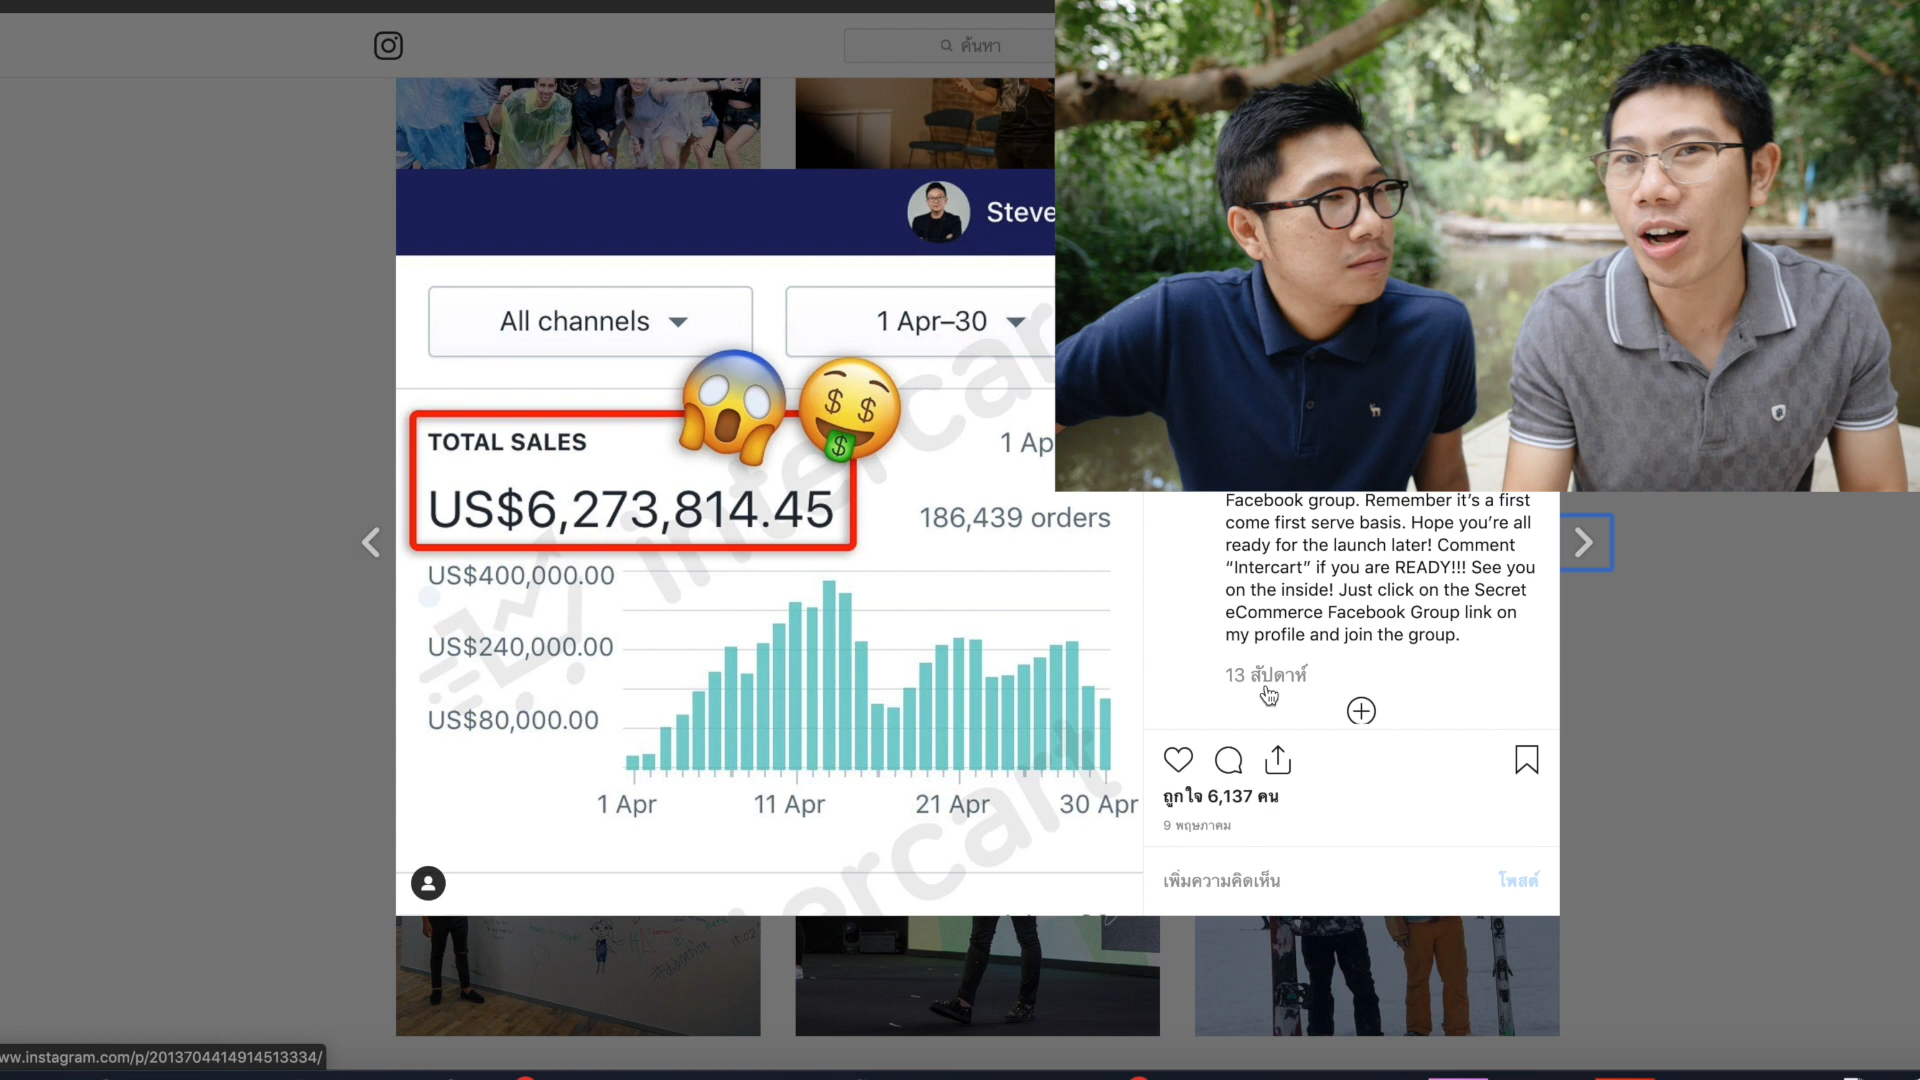 ค้นหา
Steve
All channels
1 Apr–30
TOTAL SALES
1 Ap
US$6,273,814.45
186,439 orders
US$400,000.00
US$240,000.00
US$80,000.00
1 Apr
11 Apr
21 Apr
30 Apr
intercart
intercart
Facebook group. Remember it’s a first
come first serve basis. Hope you’re all
ready for the launch later! Comment
“Intercart” if you are READY!!! See you
on the inside! Just click on the Secret
eCommerce Facebook Group link on
my profile and join the group.
13 สัปดาห์
ถูกใจ 6,137 คน
9 พฤษภาคม
เพิ่มความคิดเห็น
โพสต์
ww.instagram.com/p/2013704414914513334/